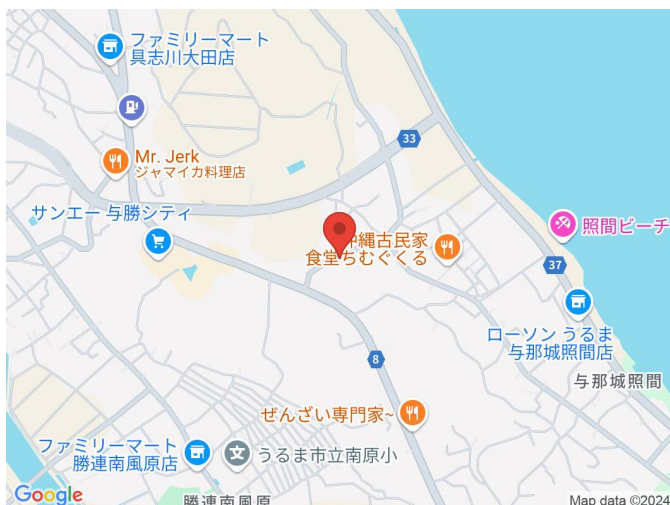 ファミリーマート
具志川大田店
Mr. Jerk
ジャマイカ料理店
33
サンエー 与勝シティ
照間ビーチ
沖縄古民家
食堂ちむぐくる
37
ローソン うるま
与那城照間店
8
与那城照間
ぜんざい専門家~
ファミリーマート
勝連南風原店
文
うるま市立南原小
Google
勝連南風原
Map data ©2024